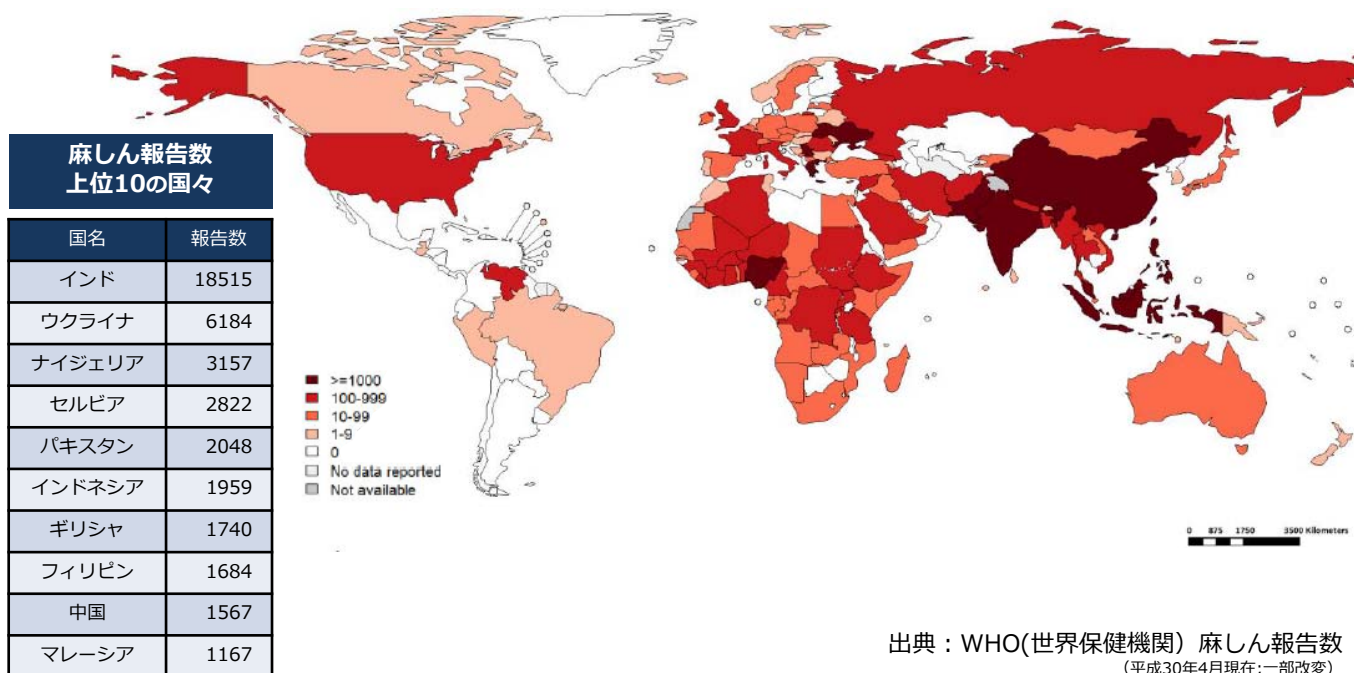 麻しん報告数
上位10の国々
国名 報告数
インド 18515
ウクライナ 6184
ナイジェリア 3157
セルビア 2822
パキスタン 2048
インドネシア 1959
ギリシャ 1740
フィリピン 1684
中国 1567
マレーシア 1167
>=1000
100-999
10-99
1-9
0
No data reported
Not available
0 875 1750 3500 Kilometers
出典：WHO(世界保健機関）麻しん報告数
（平成30年4月現在:一部改変）